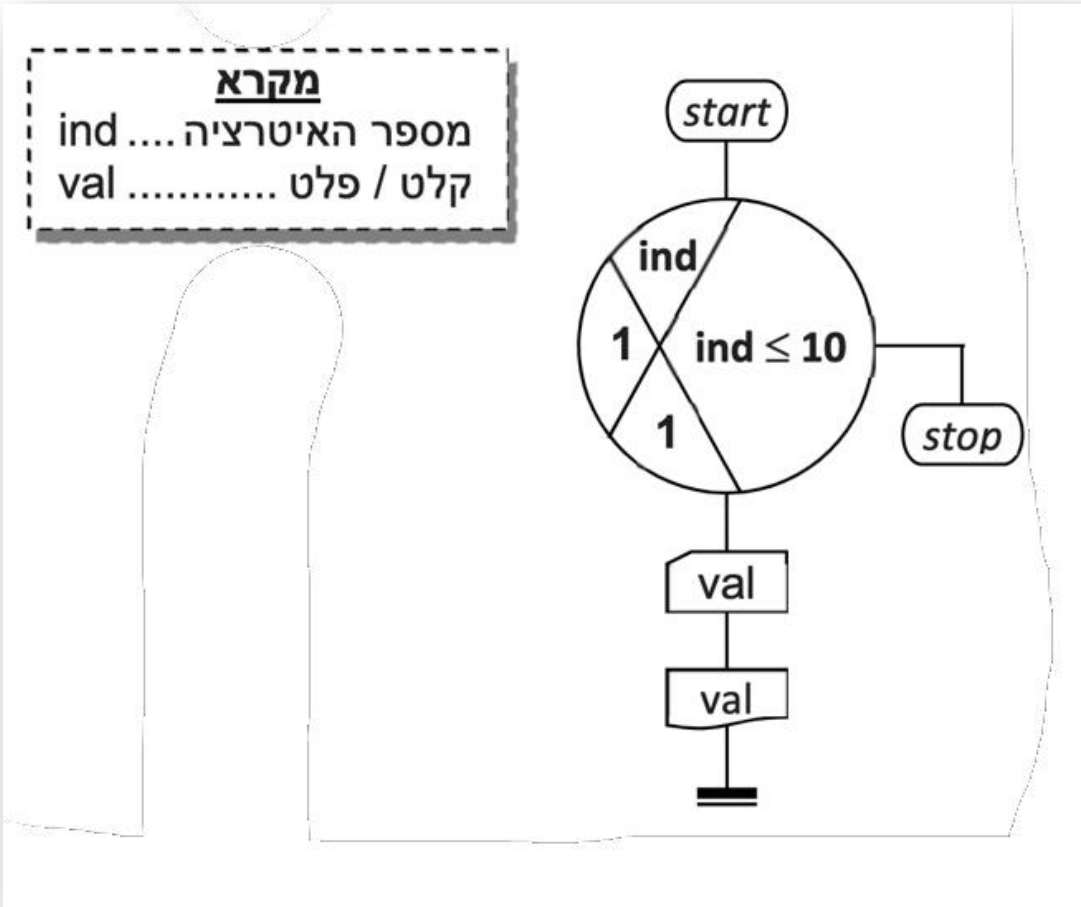 מקרא
ind .... מספר האיטרציה
val ............ קלט / פלט
start
ind
1
ind ≤ 10
1
stop
val
val